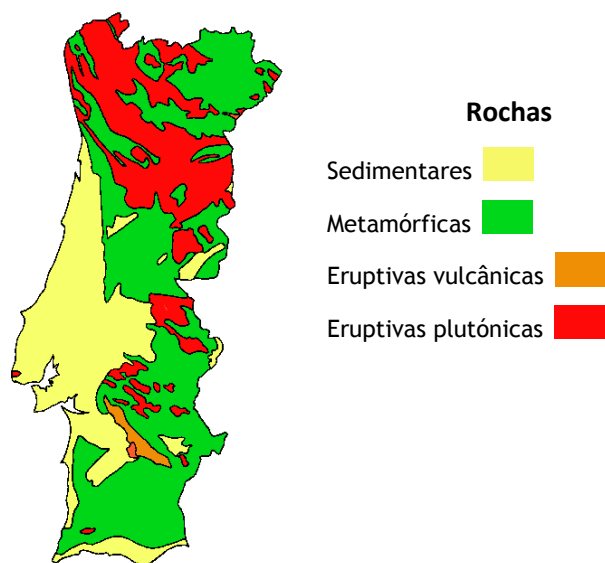 Rochas
Sedimentares
Metamórficas
Eruptivas vulcânicas
Eruptivas plutónicas